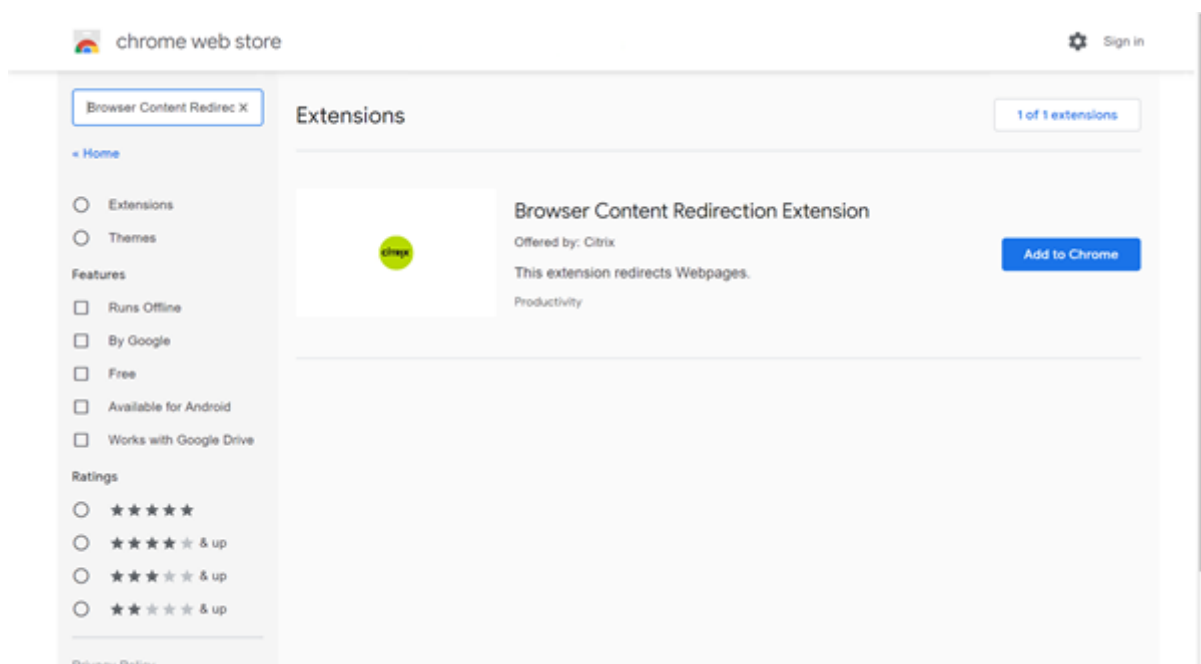 chrome web store
Sign in
Browser Content Redirec
« Home
Extensions
Themes
Features
Runs Offline
By Google
Free
Available for Android
Works with Google Drive
Ratings
& up
& up
& up
Privacy Policy
Extensions
1 of 1 extensions
citrix
Browser Content Redirection Extension
Offered by: Citrix
This extension redirects Webpages.
Productivity
Add to Chrome